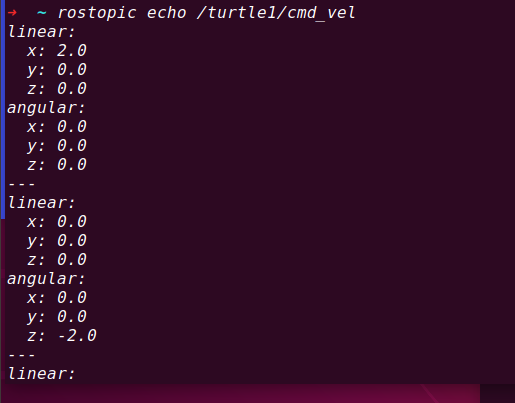 ➜  ~ rostopic echo /turtle1/cmd_vel
linear:
  x: 2.0
  y: 0.0
  z: 0.0
angular:
  x: 0.0
  y: 0.0
  z: 0.0
---
linear:
  x: 0.0
  y: 0.0
  z: 0.0
angular:
  x: 0.0
  y: 0.0
  z: -2.0
---
linear: